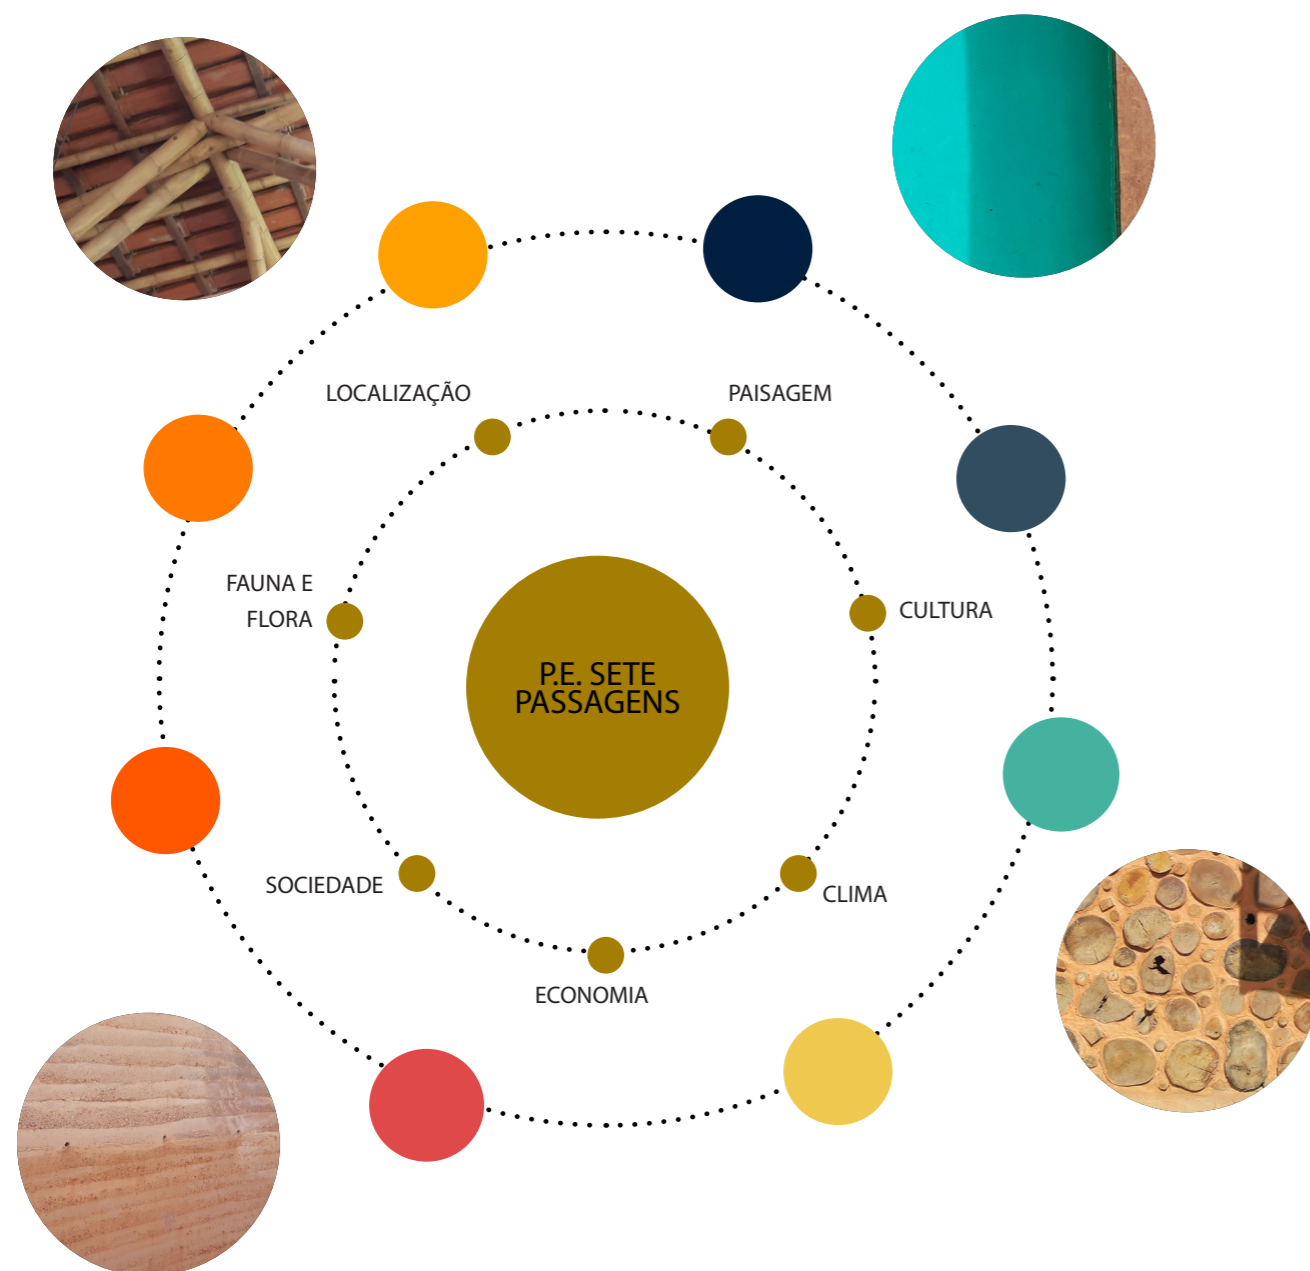 LOCALIZAÇÃO
PAISAGEM
FAUNA E
FLORA
CULTURA
P.E. SETE
PASSAGENS
SOCIEDADE
CLIMA
ECONOMIA